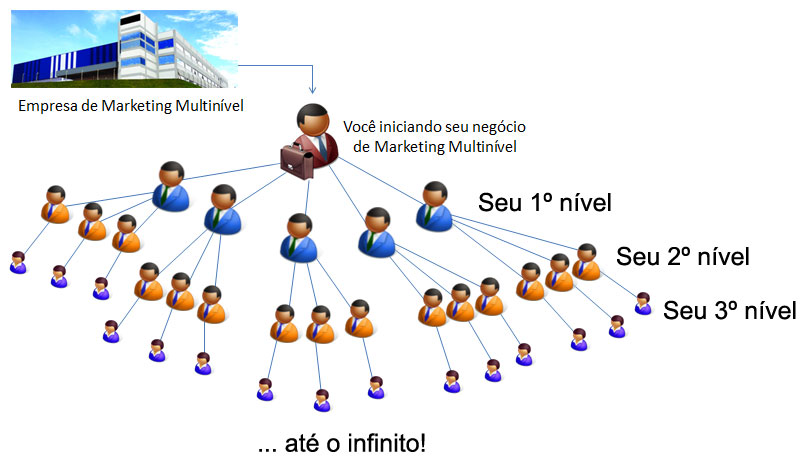 Empresa de Marketing Multinível
Você iniciando seu negócio
de Marketing Multinível
Seu 1º nível
Seu 2º nível
Seu 3º nível
... até o infinito!